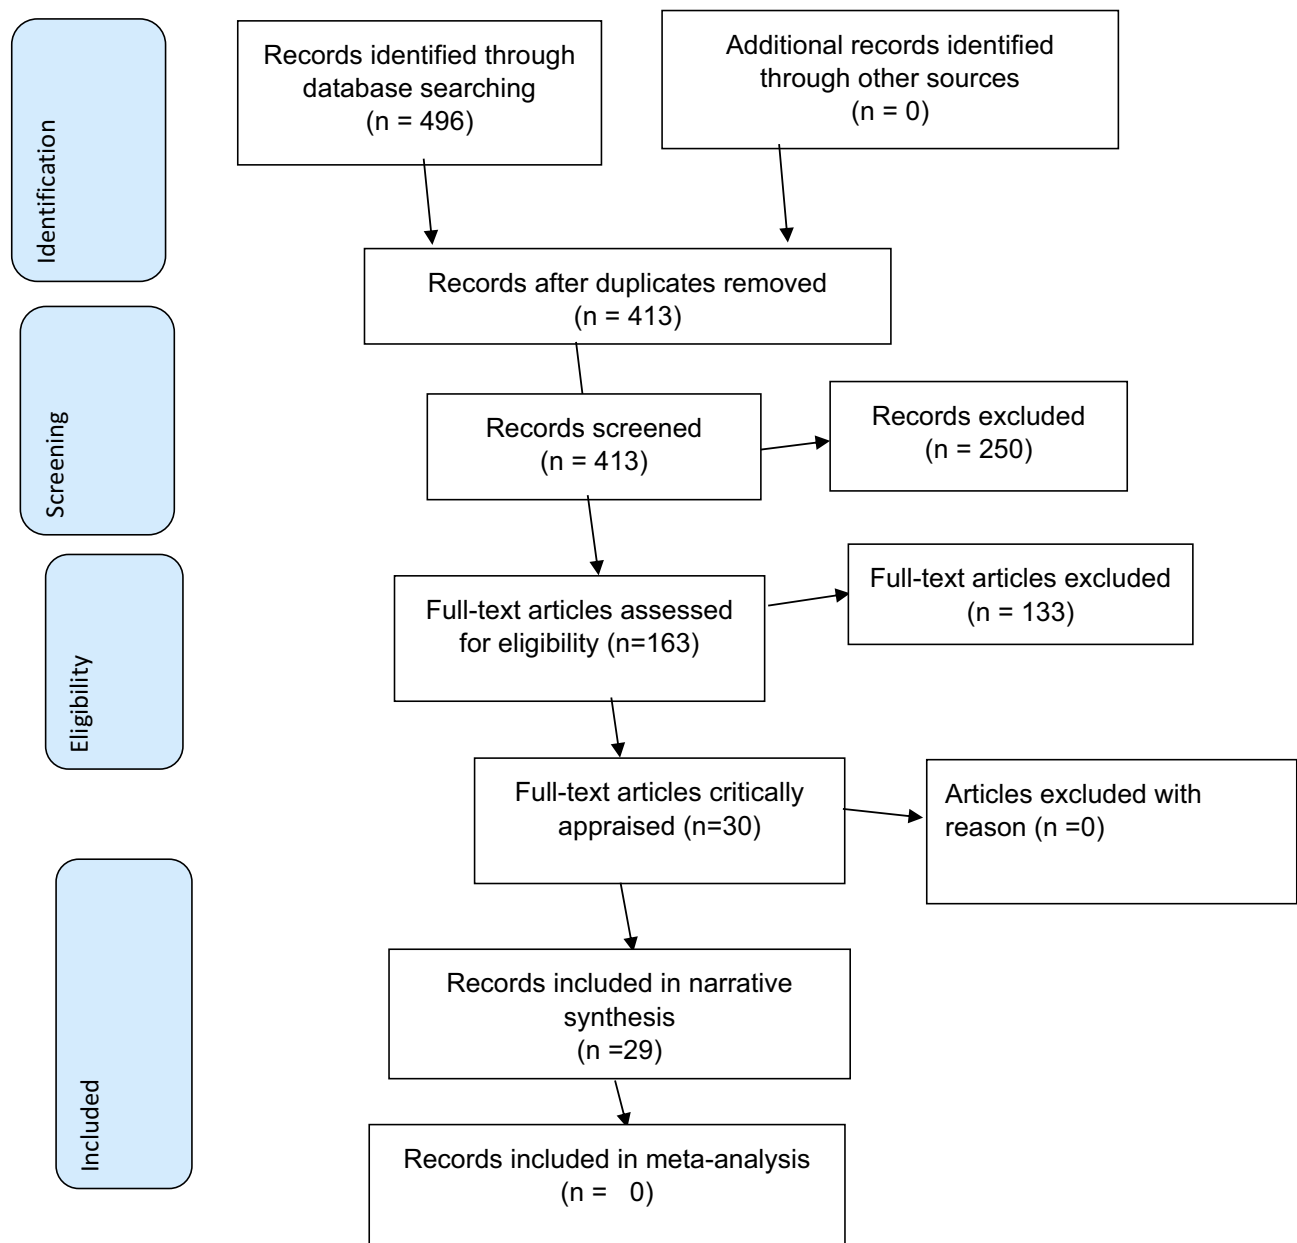 Identification
Records identified through
database searching
(n = 496)
Additional records identified
through other sources
(n = 0)
Records after duplicates removed
(n = 413)
Screening
Records screened
(n = 413)
Records excluded
(n = 250)
Eligibility
Full-text articles assessed
for eligibility (n=163)
Full-text articles excluded
(n = 133)
Full-text articles critically
appraised (n=30)
Articles excluded with
reason (n =0)
Included
Records included in narrative
synthesis
(n =29)
Records included in meta-analysis
(n =   0)